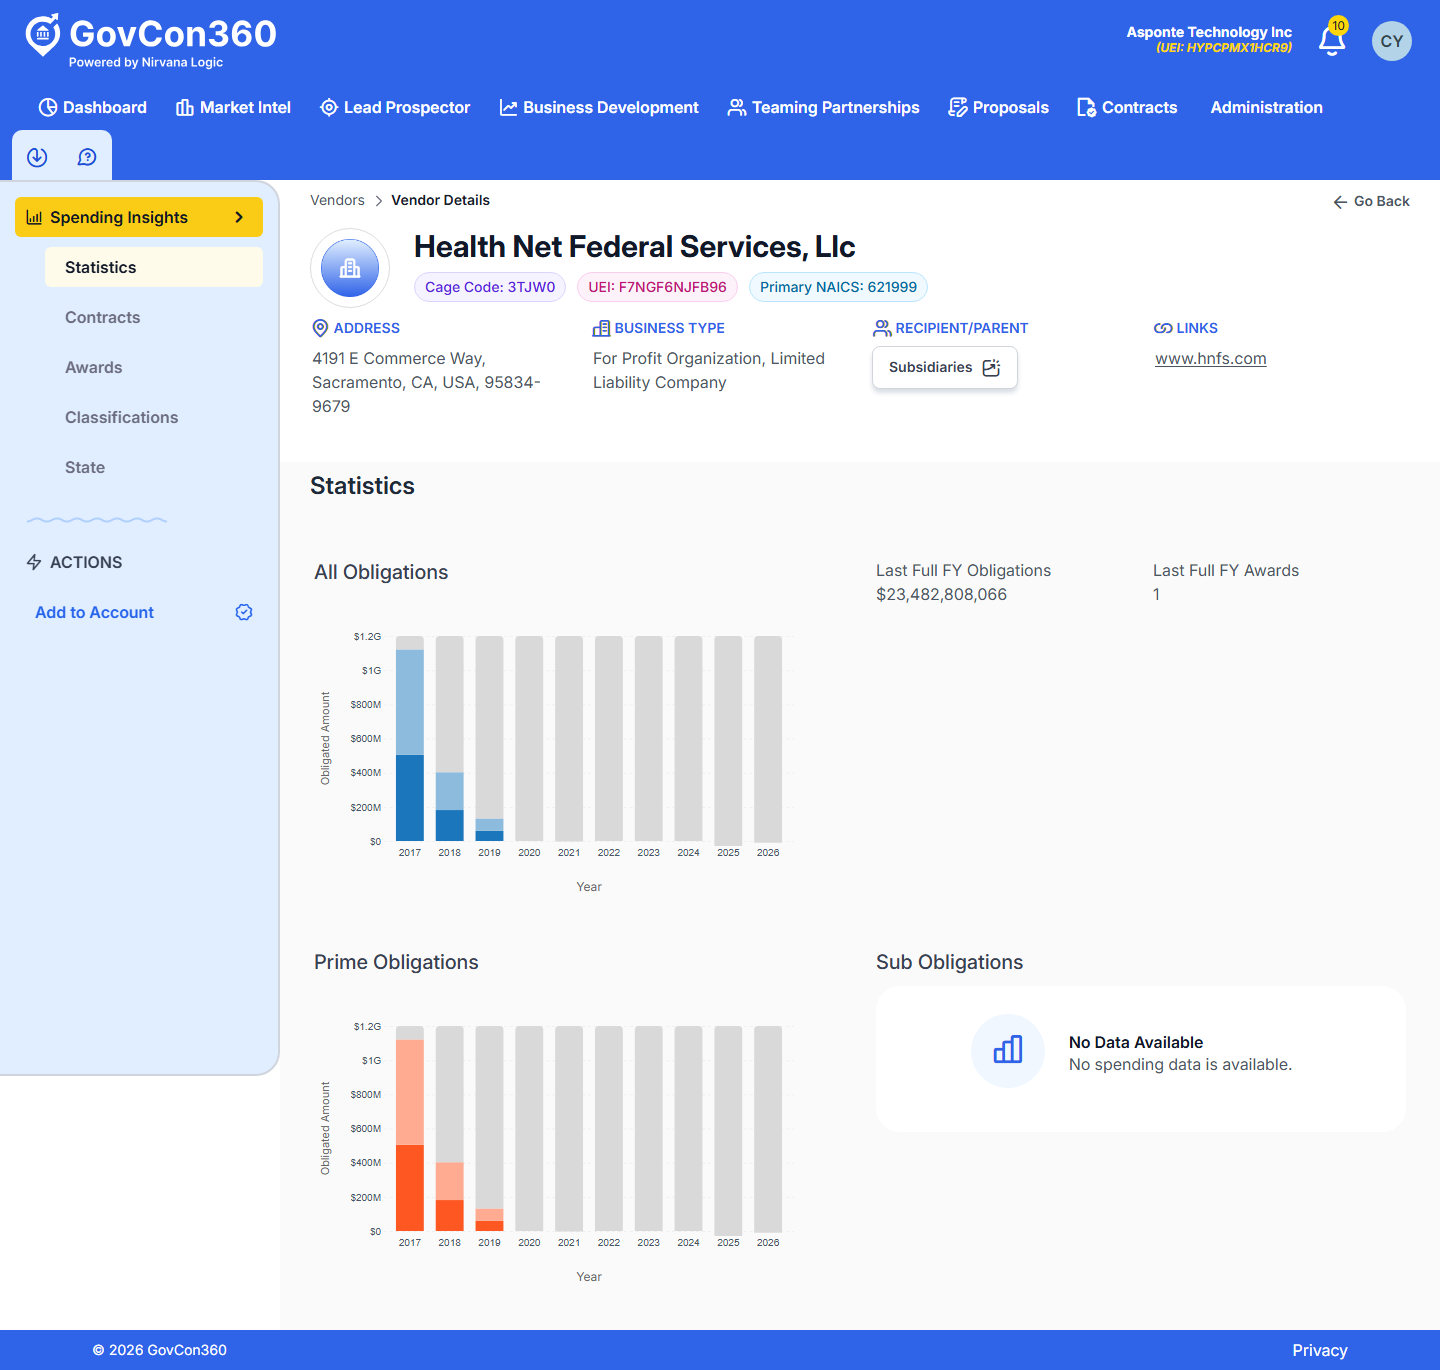 GovCon360
Powered by Nirvana Logic
Asponte Technology Inc
(UEI: HYPCPMX1HCR9)
10
CY
Dashboard
Market Intel
Lead Prospector
Business Development
Teaming Partnerships
Proposals
Contracts
Administration
Spending Insights
Statistics
Contracts
Awards
Classifications
State
ACTIONS
Add to Account
Vendors > Vendor Details
Go Back
Health Net Federal Services, Llc
Cage Code: 3TJW0
UEI: F7NGF6NJFB96
Primary NAICS: 621999
ADDRESS
4191 E Commerce Way,
Sacramento, CA, USA, 95834-
9679
BUSINESS TYPE
For Profit Organization, Limited
Liability Company
RECIPIENT/PARENT
Subsidiaries
LINKS
www.hnfs.com
Statistics
All Obligations
Last Full FY Obligations
$23,482,808,066
Last Full FY Awards
1
$1.2G
$1G
$800M
$600M
$400M
$200M
$0
Obligated Amount
2017 2018 2019 2020 2021 2022 2023 2024 2025 2026
Year
Prime Obligations
$1.2G
$1G
$800M
$600M
$400M
$200M
$0
Obligated Amount
2017 2018 2019 2020 2021 2022 2023 2024 2025 2026
Year
Sub Obligations
No Data Available
No spending data is available.
© 2026 GovCon360
Privacy